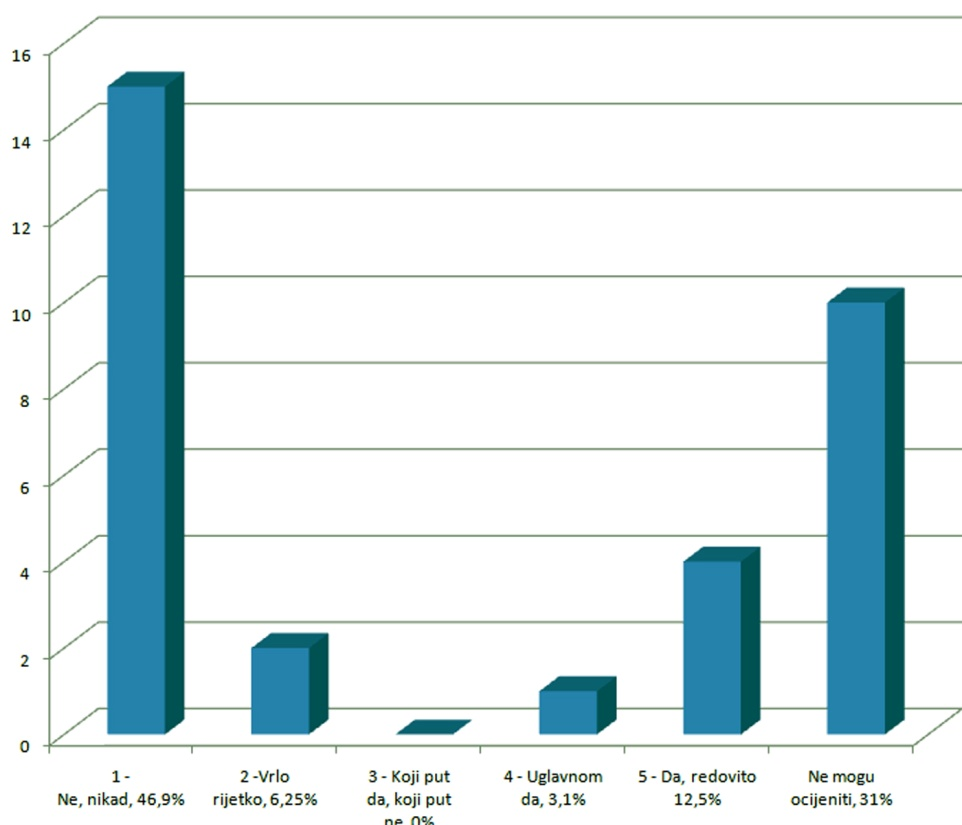 16
14
12
10
8
6
4
2
0
1 -
Ne, nikad, 46,9%
2 -Vrlo
rijetko, 6,25%
3 - Koji put
da, koji put
ne, 0%
4 - Uglavnom
da, 3,1%
5 - Da, redovito
12,5%
Ne mogu
ocijeniti, 31%